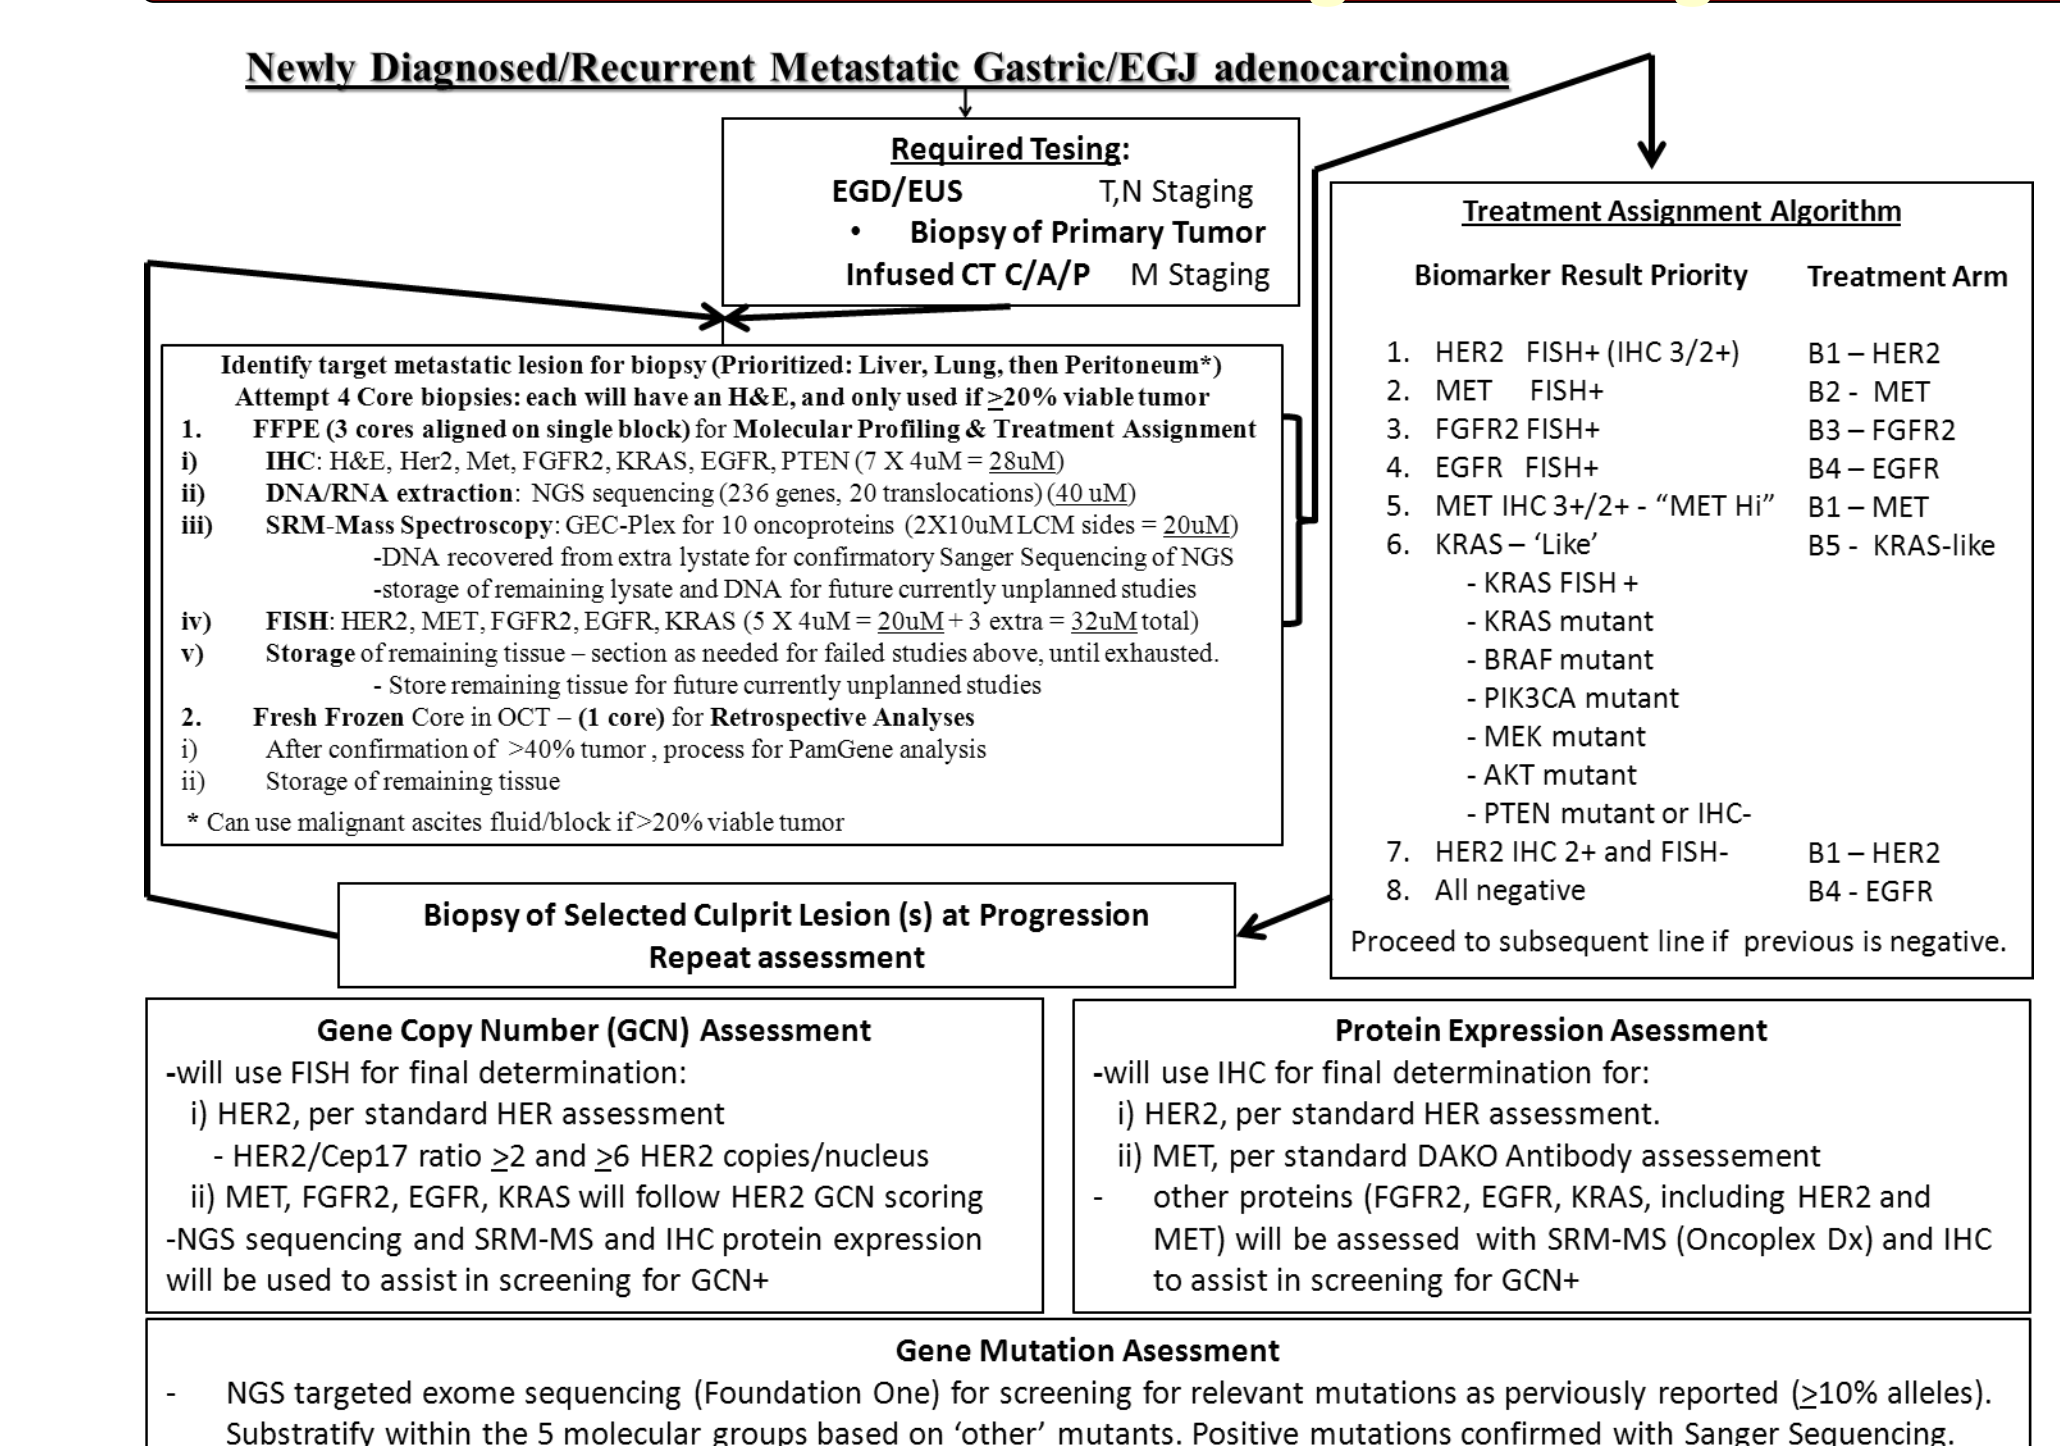 Newly Diagnosed/Recurrent Metastatic Gastric/EGJ adenocarcinoma
Required Tesing:
EGD/EUS T,N Staging
• Biopsy of Primary Tumor
Infused CT C/A/P M Staging
Identify target metastatic lesion for biopsy (Prioritized: Liver, Lung, then Peritoneum*)
Attempt 4 Core biopsies: each will have an H&E, and only used if ≥20% viable tumor
1. FFPE (3 cores aligned on single block) for Molecular Profiling & Treatment Assignment
i) IHC: H&E, Her2, Met, FGFR2, KRAS, EGFR, PTEN (7 X 4uM = 28uM)
ii) DNA/RNA extraction: NGS sequencing (236 genes, 20 translocations) (40 uM)
iii) SRM-Mass Spectroscopy: GEC-Plex for 10 oncoproteins (2X10uM LCM sides = 20uM)
-DNA recovered from extra lystate for confirmatory Sanger Sequencing of NGS
-storage of remaining lysate and DNA for future currently unplanned studies
iv) FISH: HER2, MET, FGFR2, EGFR, KRAS (5 X 4uM = 20uM + 3 extra = 32uM total)
v) Storage of remaining tissue – section as needed for failed studies above, until exhausted.
- Store remaining tissue for future currently unplanned studies
2. Fresh Frozen Core in OCT – (1 core) for Retrospective Analyses
i) After confirmation of >40% tumor , process for PamGene analysis
ii) Storage of remaining tissue
* Can use malignant ascites fluid/block if >20% viable tumor
Treatment Assignment Algorithm
Biomarker Result Priority Treatment Arm
1. HER2 FISH+ (IHC 3/2+) B1 – HER2
2. MET FISH+ B2 - MET
3. FGFR2 FISH+ B3 – FGFR2
4. EGFR FISH+ B4 – EGFR
5. MET IHC 3+/2+ - “MET Hi” B1 – MET
6. KRAS – ‘Like’ B5 - KRAS-like
- KRAS FISH +
- KRAS mutant
- BRAF mutant
- PIK3CA mutant
- MEK mutant
- AKT mutant
- PTEN mutant or IHC-
7. HER2 IHC 2+ and FISH- B1 – HER2
8. All negative B4 - EGFR
Proceed to subsequent line if previous is negative.
Biopsy of Selected Culprit Lesion (s) at Progression
Repeat assessment
Gene Copy Number (GCN) Assessment
-will use FISH for final determination:
i) HER2, per standard HER assessment
- HER2/Cep17 ratio ≥2 and ≥6 HER2 copies/nucleus
ii) MET, FGFR2, EGFR, KRAS will follow HER2 GCN scoring
-NGS sequencing and SRM-MS and IHC protein expression
will be used to assist in screening for GCN+
Protein Expression Asessment
-will use IHC for final determination for:
i) HER2, per standard HER assessment.
ii) MET, per standard DAKO Antibody assessement
- other proteins (FGFR2, EGFR, KRAS, including HER2 and
MET) will be assessed with SRM-MS (Oncoplex Dx) and IHC
to assist in screening for GCN+
Gene Mutation Asessment
- NGS targeted exome sequencing (Foundation One) for screening for relevant mutations as perviously reported (≥10% alleles).
Substratify within the 5 molecular groups based on ‘other’ mutants. Positive mutations confirmed with Sanger Sequencing.